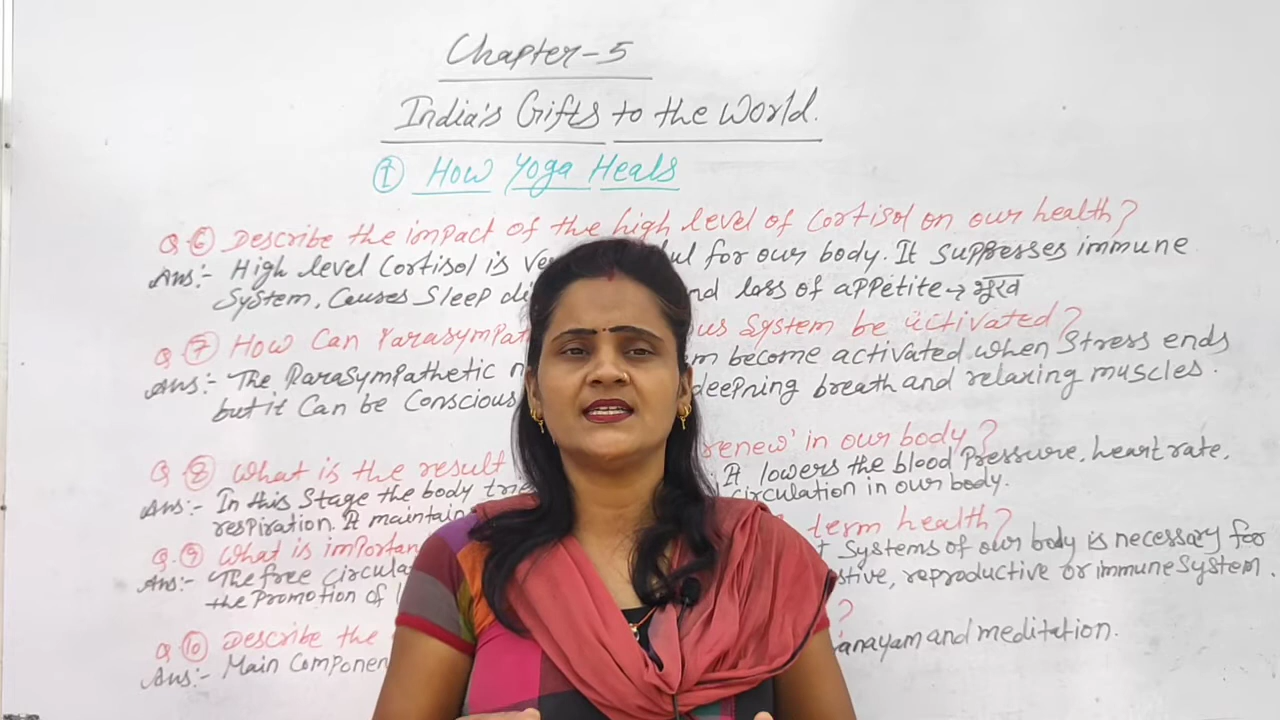 Chapter-5
India's Gifts to the World.
① How Yoga Heals
Q ⑥ Describe the impact of the high level of Cortisol on our health?
Ans:- High level Cortisol is ve ul for our body. It suppresses immune
System, Causes Sleep di nd loss of appetite→ भूख
Q ⑦ How Can Parasympat us System be activated?
Ans:- The Parasympathetic n m become activated when Stress ends
but it Can be Conscious deepning breath and relaxing muscles.
Q ⑧ What is the result renew' in our body?
Ans:- In this Stage the body trie It lowers the blood Pressure, heart rate,
respiration. It maintain circulation in our body.
Q.⑨ What is importan term health?
Ans:- The free circula t Systems of our body is necessary for
the Promotion of stive, reproductive or immune System.
Q.⑩ Describe the ?
Ans:- Main Componen anayam and meditation.